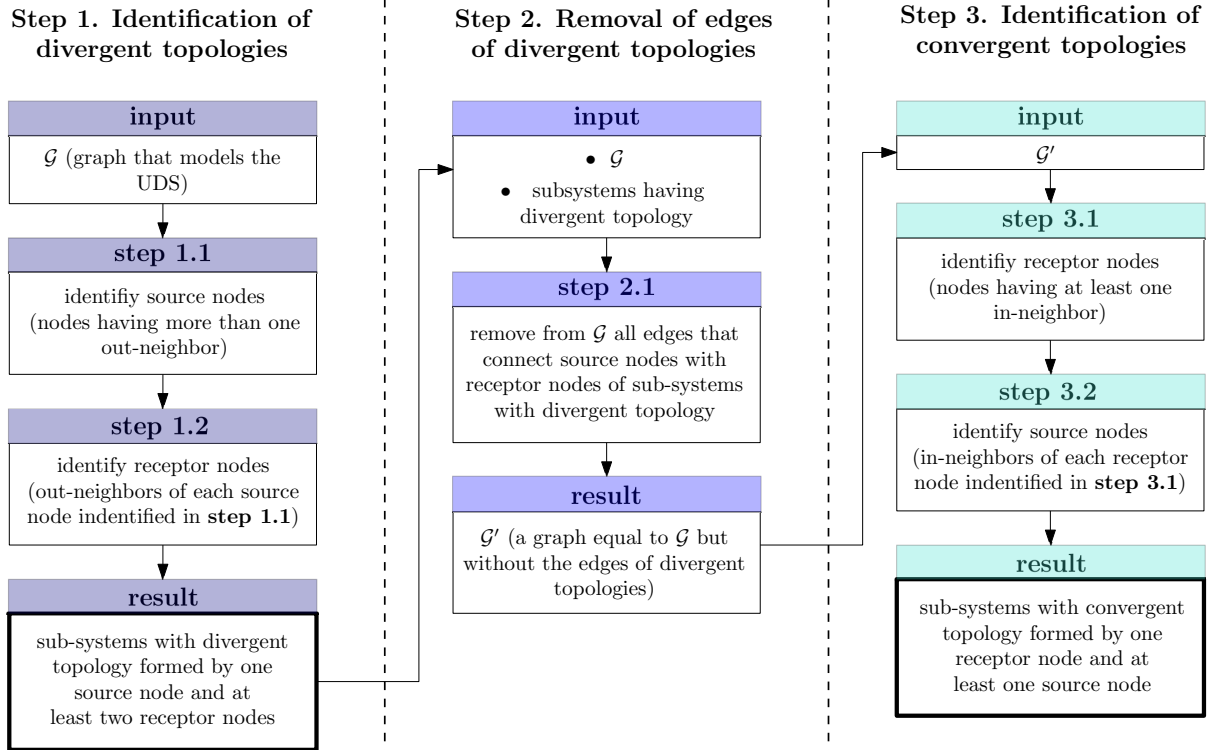 Step 1. Identification of
divergent topologies
input
𝒢 (graph that models the
UDS)
step 1.1
identifiy source nodes
(nodes having more than one
out-neighbor)
step 1.2
identify receptor nodes
(out-neighbors of each source
node indentified in step 1.1)
result
sub-systems with divergent
topology formed by one
source node and at
least two receptor nodes
Step 2. Removal of edges
of divergent topologies
input
• 𝒢
• subsystems having
divergent topology
step 2.1
remove from 𝒢 all edges that
connect source nodes with
receptor nodes of sub-systems
with divergent topology
result
𝒢′ (a graph equal to 𝒢 but
without the edges of divergent
topologies)
Step 3. Identification of
convergent topologies
input
𝒢′
step 3.1
identifiy receptor nodes
(nodes having at least one
in-neighbor)
step 3.2
identify source nodes
(in-neighbors of each receptor
node indentified in step 3.1)
result
sub-systems with convergent
topology formed by one
receptor node and at
least one source node